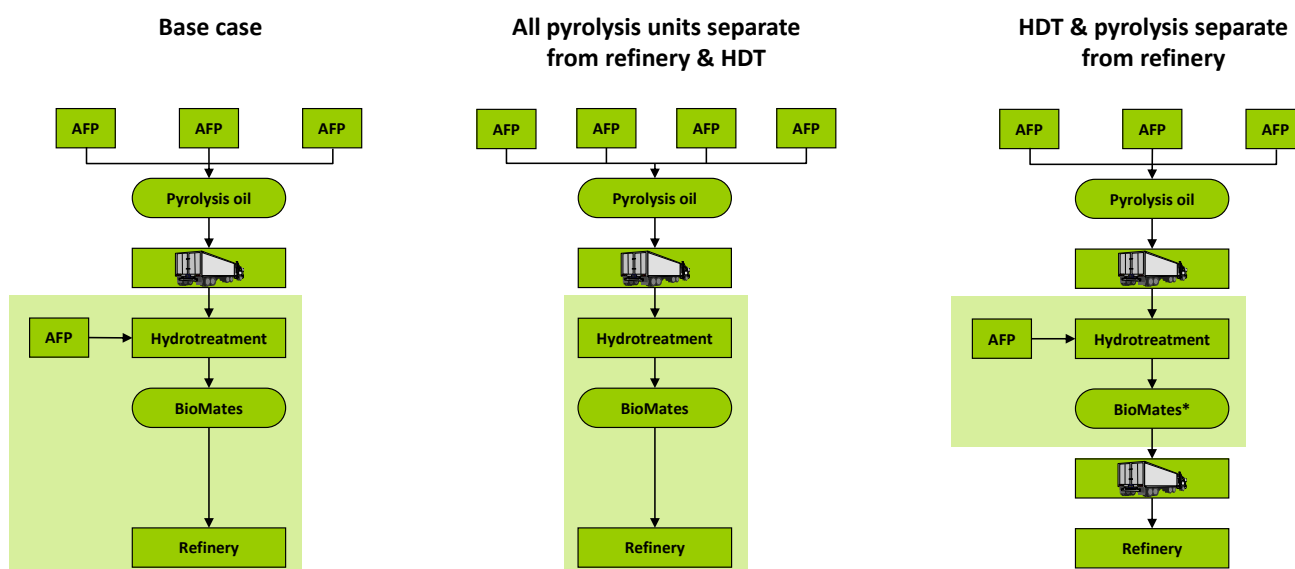 Base case
All pyrolysis units separate
from refinery & HDT
HDT & pyrolysis separate
from refinery
AFP
AFP
AFP
Pyrolysis oil
AFP
Hydrotreatment
BioMates
Refinery
AFP
AFP
AFP
AFP
Pyrolysis oil
Hydrotreatment
BioMates
Refinery
AFP
AFP
AFP
Pyrolysis oil
AFP
Hydrotreatment
BioMates*
Refinery